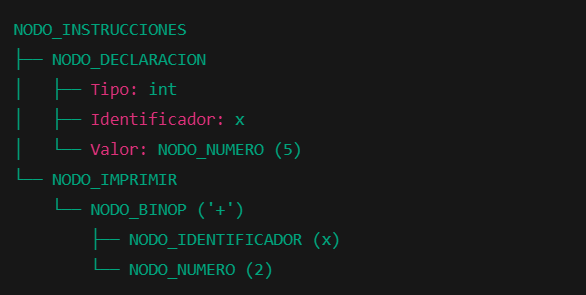 NODO_INSTRUCCIONES
├── NODO_DECLARACION
│   ├── Tipo: int
│   ├── Identificador: x
│   └── Valor: NODO_NUMERO (5)
└── NODO_IMPRIMIR
    └── NODO_BINOP ('+')
        ├── NODO_IDENTIFICADOR (x)
        └── NODO_NUMERO (2)